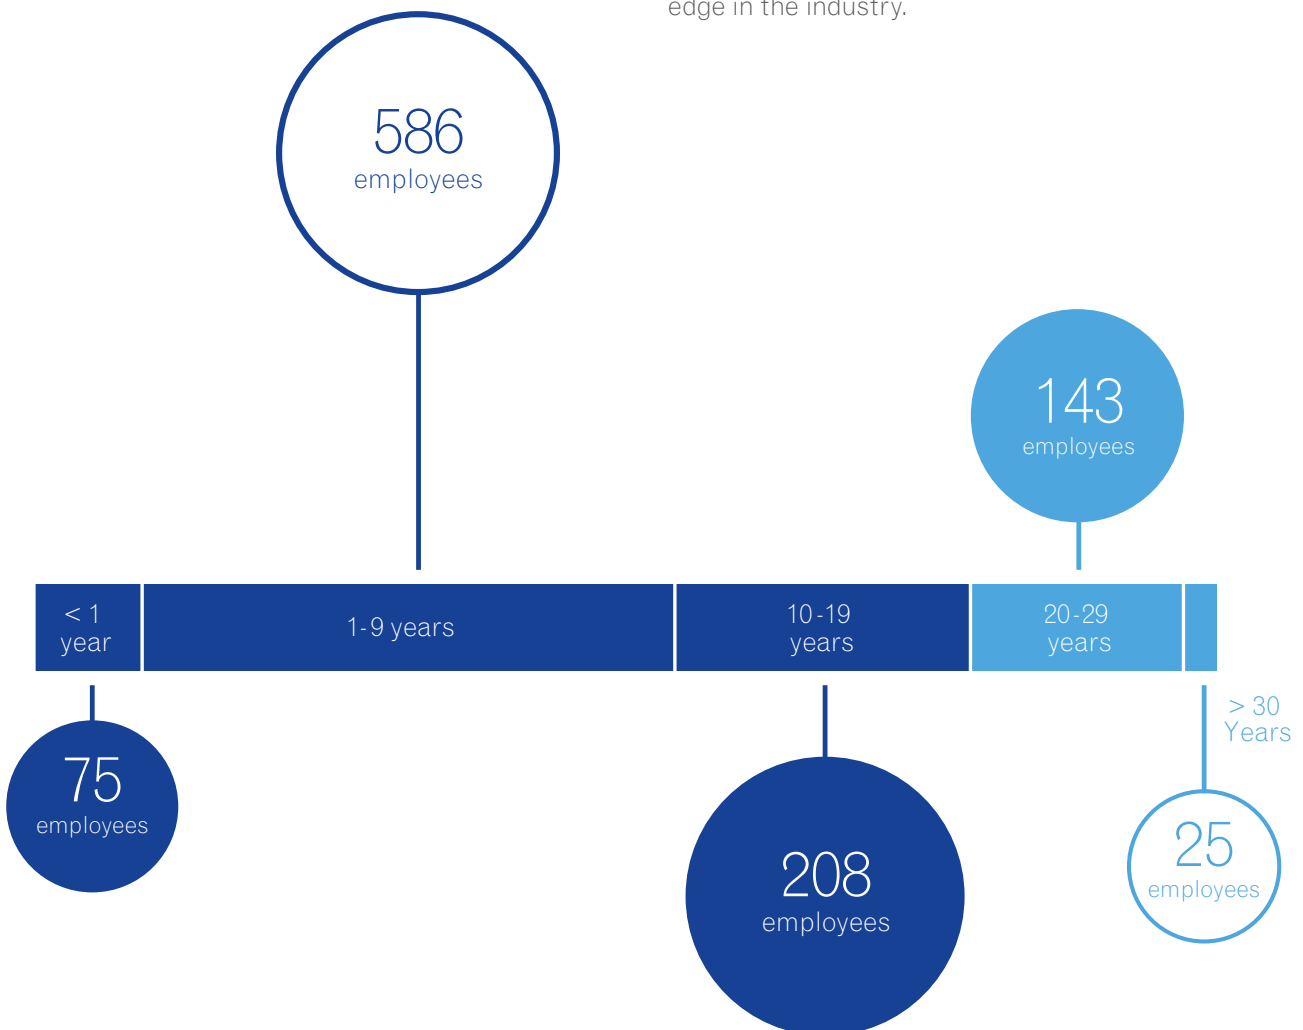 edge in the industry.
586
employees
143
employees
< 1
year
1-9 years
10-19
years
20-29
years
> 30
Years
75
employees
208
employees
25
employees